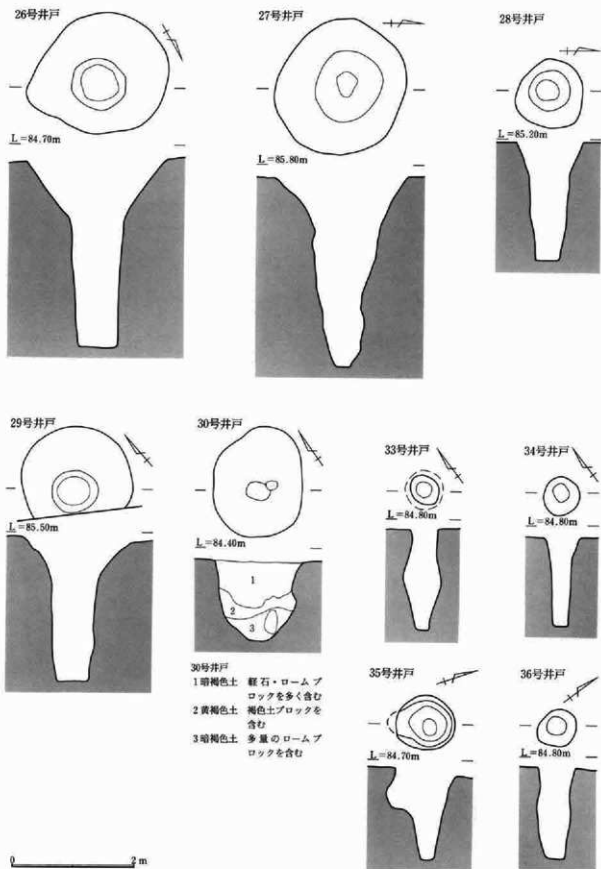 26号井戸
L=84.70m
27号井戸
L=85.80m
28号井戸
L=85.20m
29号井戸
L=85.50m
30号井戸
L=84.40m
1
2
3
30号井戸
1暗褐色土 軽石・ロームブ
ロックを多く含む
2黄褐色土 褐色土ブロックを
含む
3暗褐色土 多量のロームブ
ロックを含む
33号井戸
L=84.80m
34号井戸
L=84.80m
35号井戸
L=84.70m
36号井戸
L=84.80m
0 2m